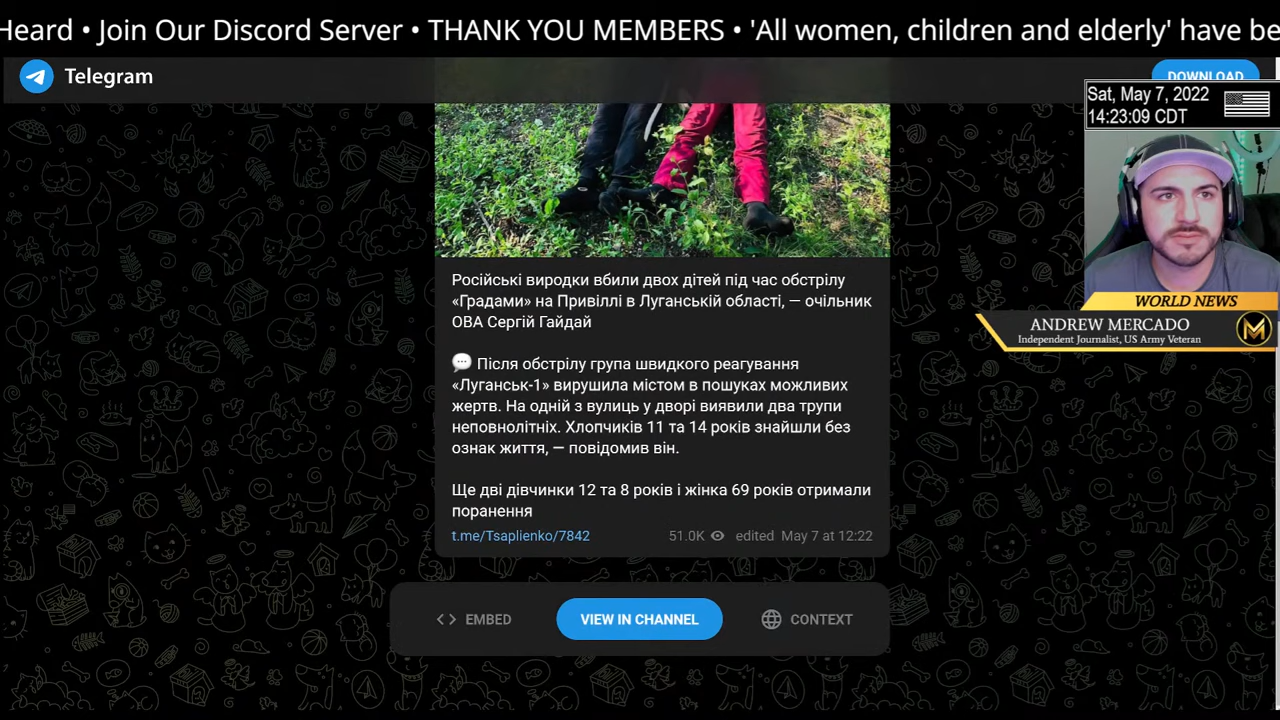 Heard • Join Our Discord Server • THANK YOU MEMBERS • 'All women, children and elderly' have be
Telegram
DOWNLOAD
Sat, May 7, 2022
14:23:09 CDT
WORLD NEWS
ANDREW MERCADO
Independent Journalist, US Army Veteran
Російські виродки вбили двох дітей під час обстрілу
«Градами» на Привіллі в Луганській області, — очільник
ОВА Сергій Гайдай
Після обстрілу група швидкого реагування
«Луганськ-1» вирушила містом в пошуках можливих
жертв. На одній з вулиць у дворі виявили два трупи
неповнолітніх. Хлопчиків 11 та 14 років знайшли без
ознак життя, — повідомив він.
Ще дві дівчинки 12 та 8 років і жінка 69 років отримали
поранення
t.me/Tsaplienko/7842 51.0K edited May 7 at 12:22
EMBED VIEW IN CHANNEL CONTEXT